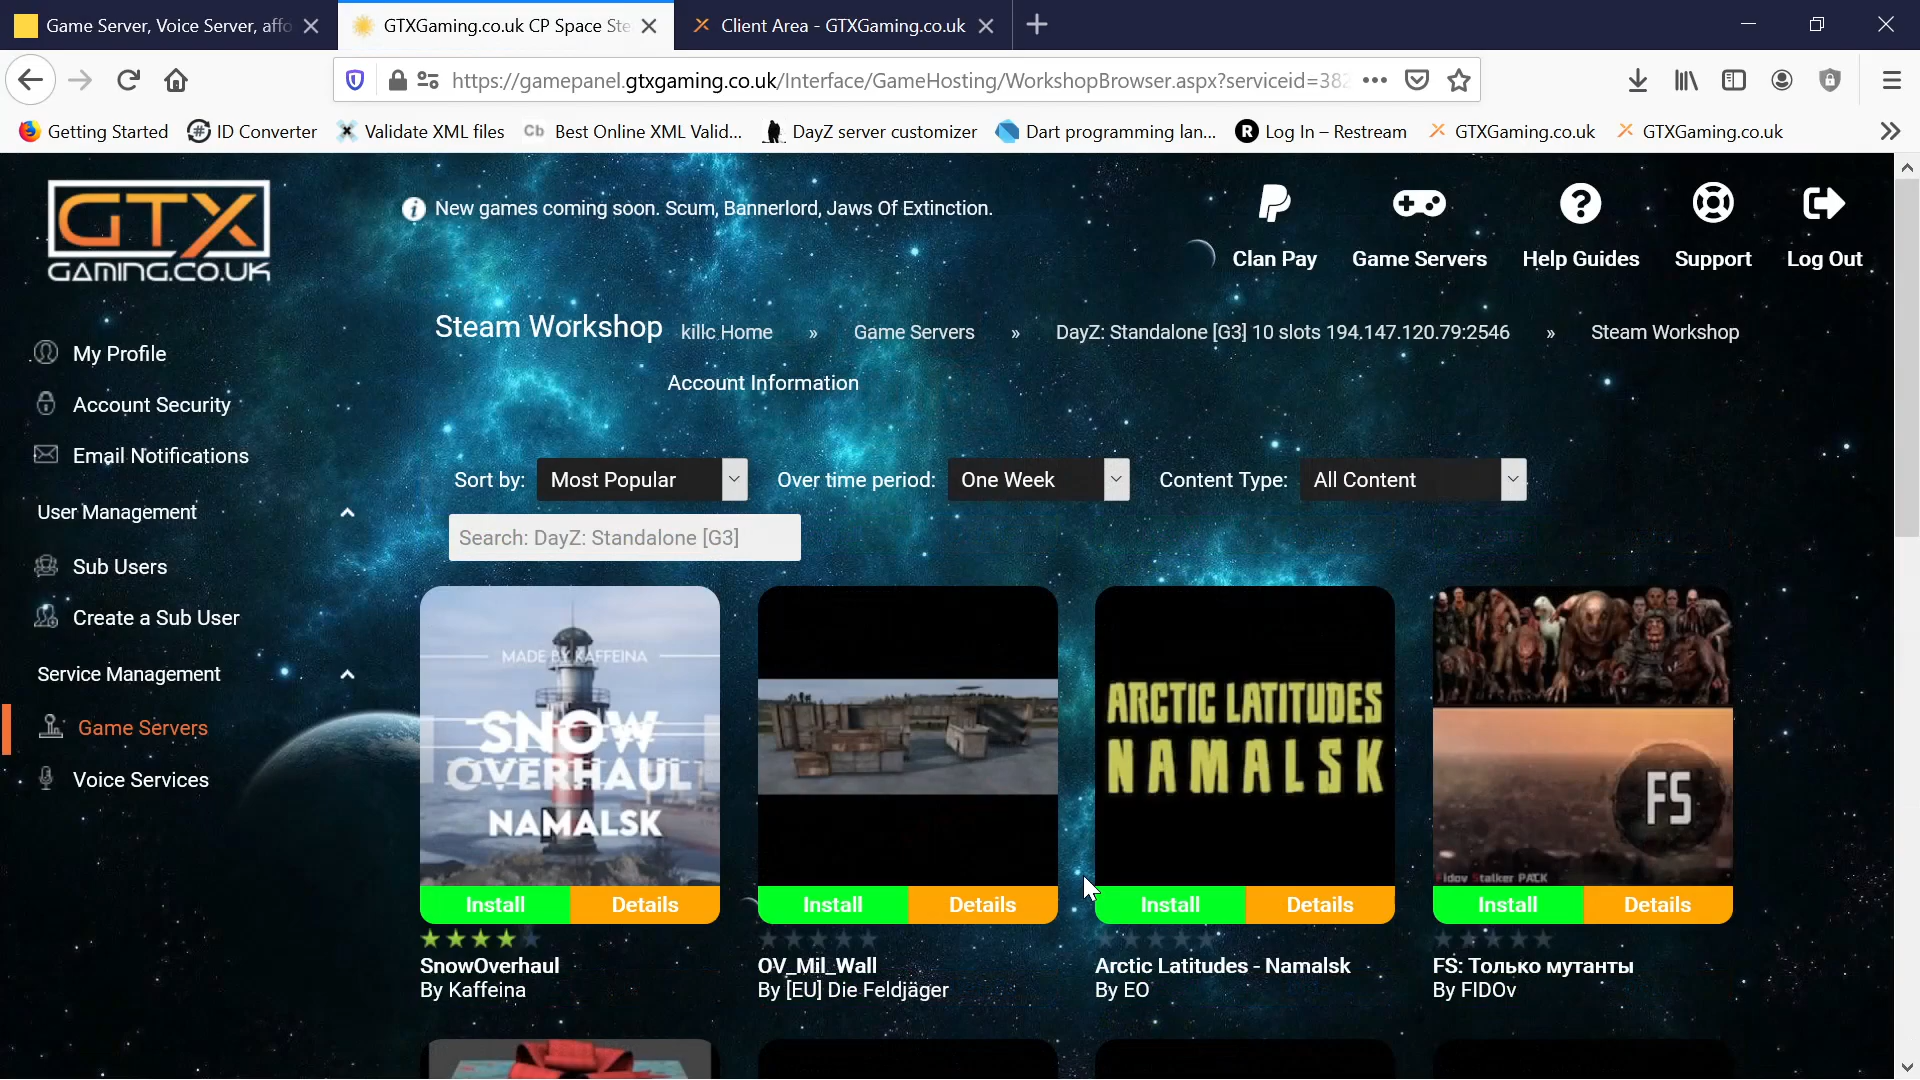 Game Server, Voice Server, affo
GTXGaming.co.uk CP Space Ste
Client Area - GTXGaming.co.uk
https://gamepanel.gtxgaming.co.uk/Interface/GameHosting/WorkshopBrowser.aspx?serviceid=382
Getting Started
ID Converter
Validate XML files
Cb Best Online XML Valid...
DayZ server customizer
Dart programming lan...
R Log In – Restream
GTXGaming.co.uk
GTXGaming.co.uk
GTX
GAMING.CO.UK
New games coming soon. Scum, Bannerlord, Jaws Of Extinction.
Clan Pay
Game Servers
Help Guides
Support
Log Out
Steam Workshop
killc Home » Game Servers » DayZ: Standalone [G3] 10 slots 194.147.120.79:2546 » Steam Workshop
Account Information
My Profile
Account Security
Email Notifications
User Management
Sub Users
Create a Sub User
Service Management
Game Servers
Voice Services
Sort by: Most Popular
Over time period: One Week
Content Type: All Content
Search: DayZ: Standalone [G3]
MADE BY KAFFEINA
SNOW
OVERHAUL
NAMALSK
ARCTIC LATITUDES
NAMALSK
FS
Fidov Stalker PACK
Install Details
Install Details
Install Details
Install Details
SnowOverhaul
By Kaffeina
OV_Mil_Wall
By [EU] Die Feldjäger
Arctic Latitudes - Namalsk
By EO
FS: Только мутанты
By FIDOv